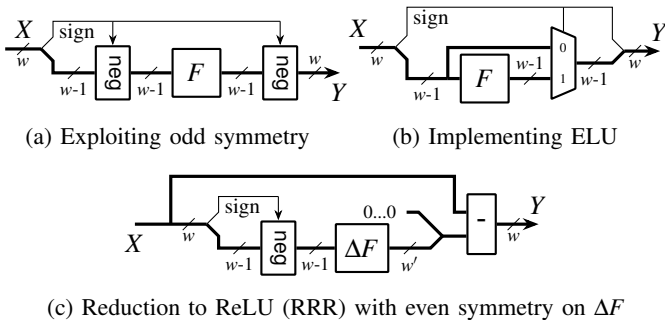 X sign Y
w w-1 neg w-1 F w-1 neg w
(a) Exploiting odd symmetry
X sign Y
w w-1 F w-1 0 1 w-1 w
(b) Implementing ELU
X sign 0...0 Y
w w-1 neg w-1 ΔF w' - w
(c) Reduction to ReLU (RRR) with even symmetry on ΔF